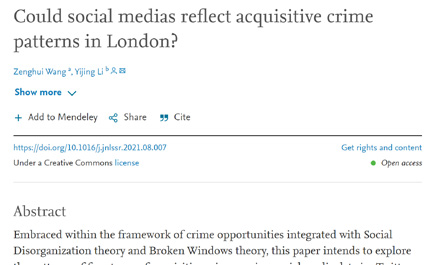 Could social medias reflect acquisitive crime
patterns in London?
Zenghui Wang a, Yijing Li b
Show more
+ Add to Mendeley Share Cite
https://doi.org/10.1016/j.jnlssr.2021.08.007 Get rights and content
Under a Creative Commons license Open access
Abstract
Embraced within the framework of crime opportunities integrated with Social
Disorganization theory and Broken Windows theory, this paper intends to explore